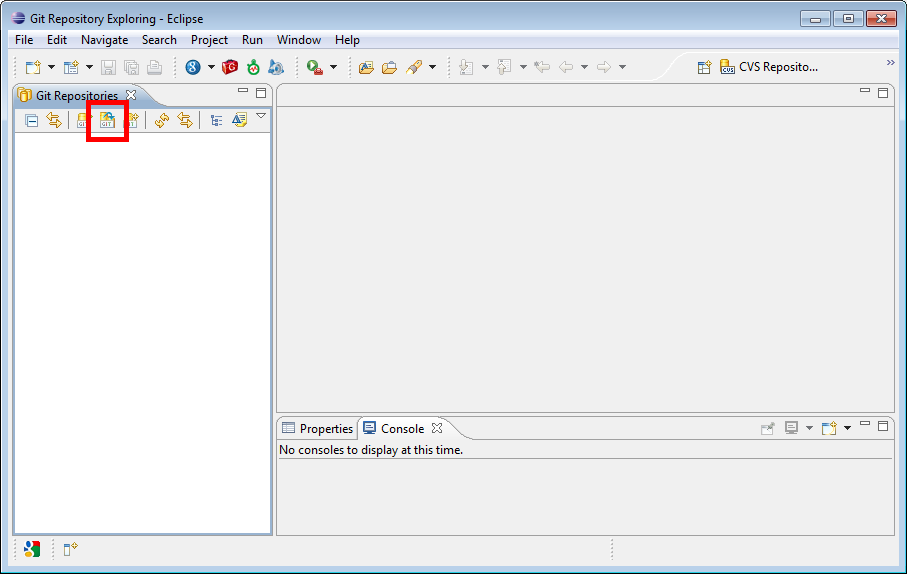 Git Repository Exploring - Eclipse
File Edit Navigate Search Project Run Window Help
CVS Reposito...
Git Repositories
GIT
Properties Console
No consoles to display at this time.